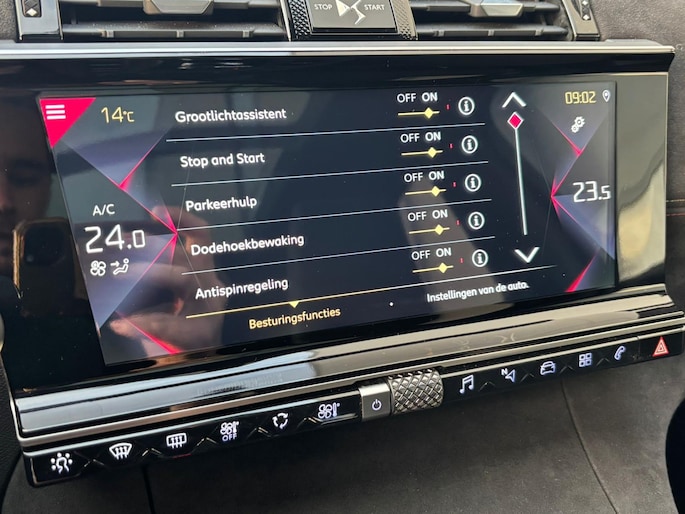 STOP START
14°C
09:02
Grootlichtassistent OFF ON
Stop and Start OFF ON
Parkeerhulp OFF ON
Dodehoekbewaking OFF ON
Antispinregeling OFF ON
A/C
24.0
23.5
Besturingsfuncties
Instellingen van de auto.
OFF
N